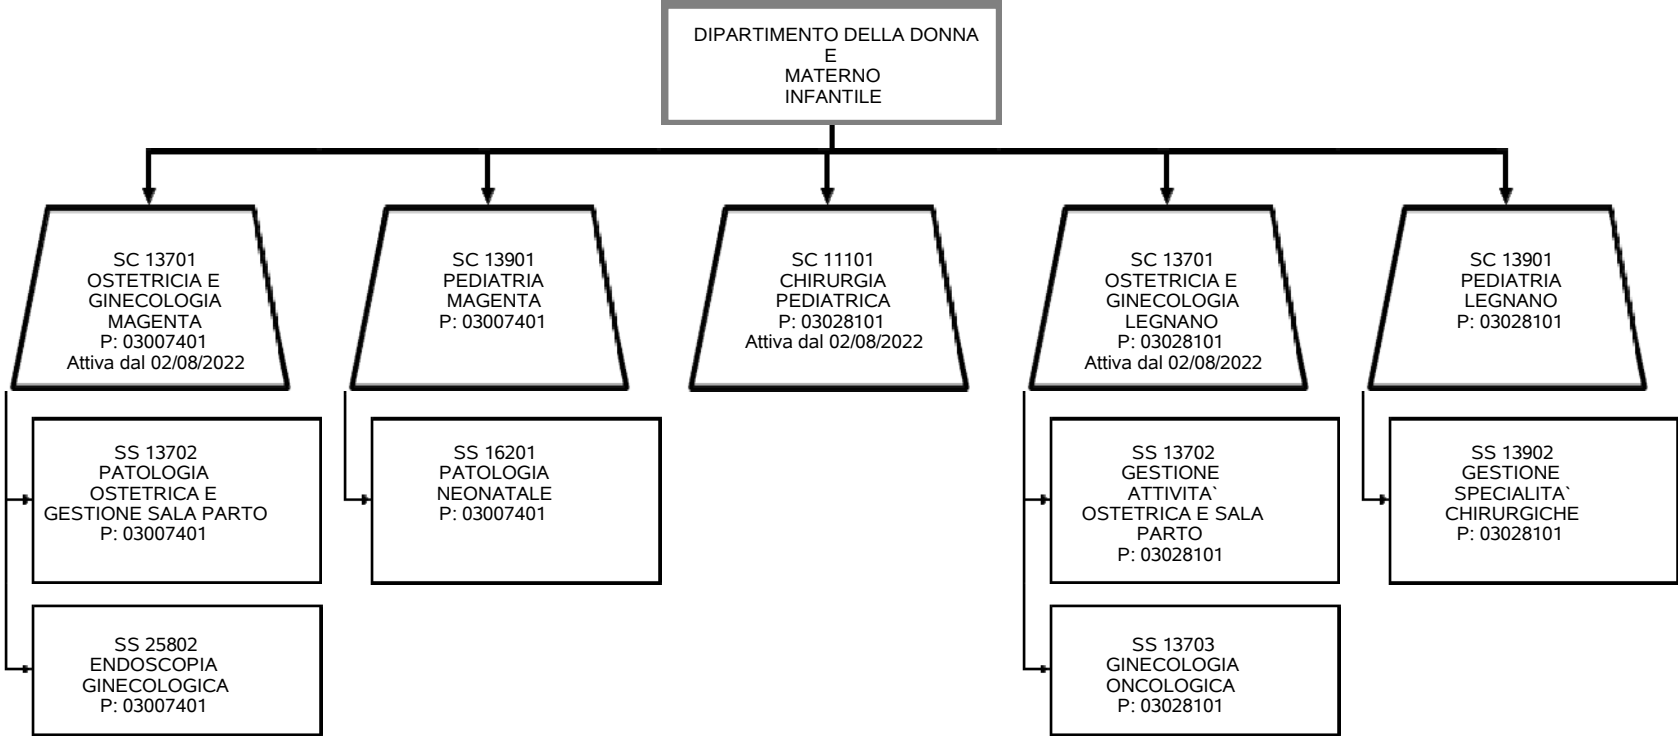 DIPARTIMENTO DELLA DONNA
E
MATERNO
INFANTILE
SC 13701
OSTETRICIA E
GINECOLOGIA
MAGENTA
P: 03007401
Attiva dal 02/08/2022
SC 13901
PEDIATRIA
MAGENTA
P: 03007401
SC 11101
CHIRURGIA
PEDIATRICA
P: 03028101
Attiva dal 02/08/2022
SC 13701
OSTETRICIA E
GINECOLOGIA
LEGNANO
P: 03028101
Attiva dal 02/08/2022
SC 13901
PEDIATRIA
LEGNANO
P: 03028101
SS 13702
PATOLOGIA
OSTETRICA E
GESTIONE SALA PARTO
P: 03007401
SS 16201
PATOLOGIA
NEONATALE
P: 03007401
SS 13702
GESTIONE
ATTIVITA`
OSTETRICA E SALA
PARTO
P: 03028101
SS 13902
GESTIONE
SPECIALITA`
CHIRURGICHE
P: 03028101
SS 25802
ENDOSCOPIA
GINECOLOGICA
P: 03007401
SS 13703
GINECOLOGIA
ONCOLOGICA
P: 03028101